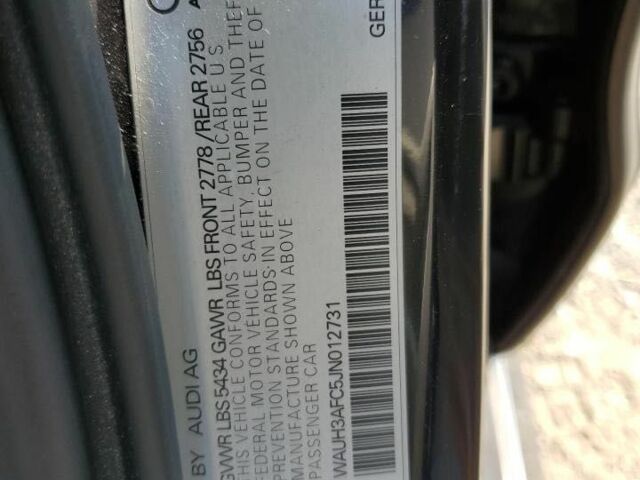 BY AUDI AG
GVWR LBS 5434 GAWR LBS FRONT 2778 /REAR 2756
THIS VEHICLE CONFORMS TO ALL APPLICABLE U S
FEDERAL MOTOR VEHICLE SAFETY, BUMPER AND THEFT
PREVENTION STANDARDS IN EFFECT ON THE DATE OF
MANUFACTURE SHOWN ABOVE
PASSENGER CAR
WAUH3AFC5JN012731
GER